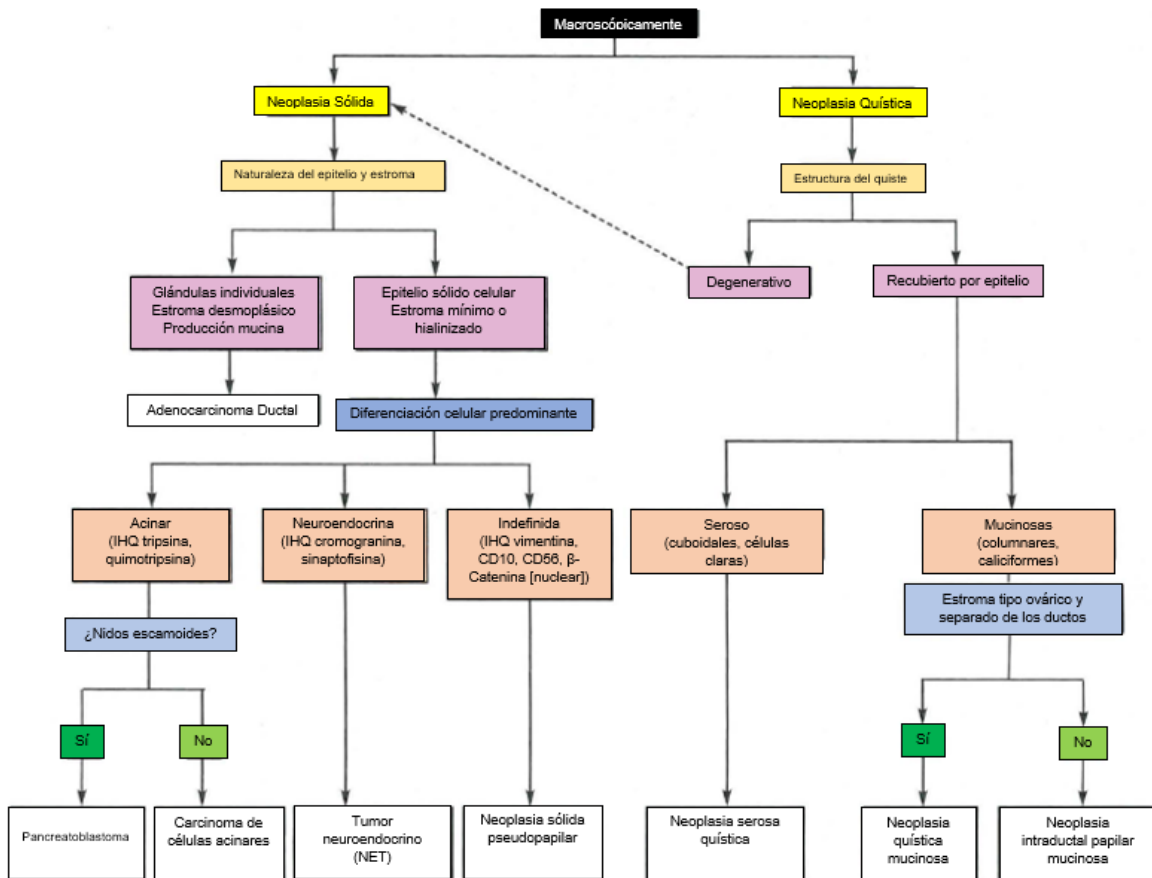 Macroscópicamente
Neoplasia Sólida
Neoplasia Quística
Naturaleza del epitelio y estroma
Estructura del quiste
Glándulas individuales
Estroma desmoplásico
Producción mucina
Epitelio sólido celular
Estroma mínimo o
hialinizado
Degenerativo
Recubierto por epitelio
Adenocarcinoma Ductal
Diferenciación celular predominante
Acinar
(IHQ tripsina,
quimotripsina)
Neuroendocrina
(IHQ cromogranina,
sinaptofisina)
Indefinida
(IHQ vimentina,
CD10, CD56, β-
Catenina [nuclear])
Seroso
(cuboidales, células
claras)
Mucinosas
(columnares,
caliciformes)
¿Nidos escamoides?
Estroma tipo ovárico y
separado de los ductos
Sí
No
Sí
No
Pancreatoblastoma
Carcinoma de
células acinares
Tumor
neuroendocrino
(NET)
Neoplasia sólida
pseudopapilar
Neoplasia serosa
quística
Neoplasia
quística
mucinosa
Neoplasia
intraductal papilar
mucinosa